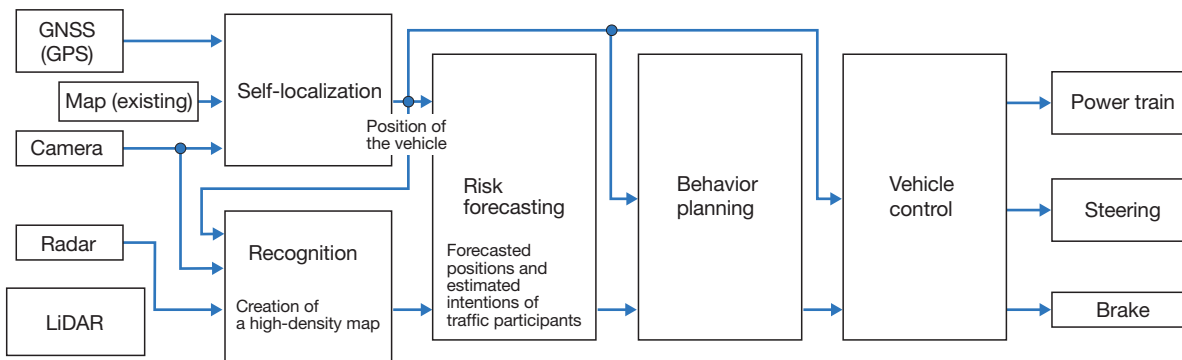 GNSS
(GPS)
Map (existing)
Camera
Radar
LiDAR
Self-localization
Position of
the vehicle
Recognition
Creation of
a high-density map
Risk
forecasting
Forecasted
positions and
estimated
intentions of
traffic participants
Behavior
planning
Vehicle
control
Power train
Steering
Brake